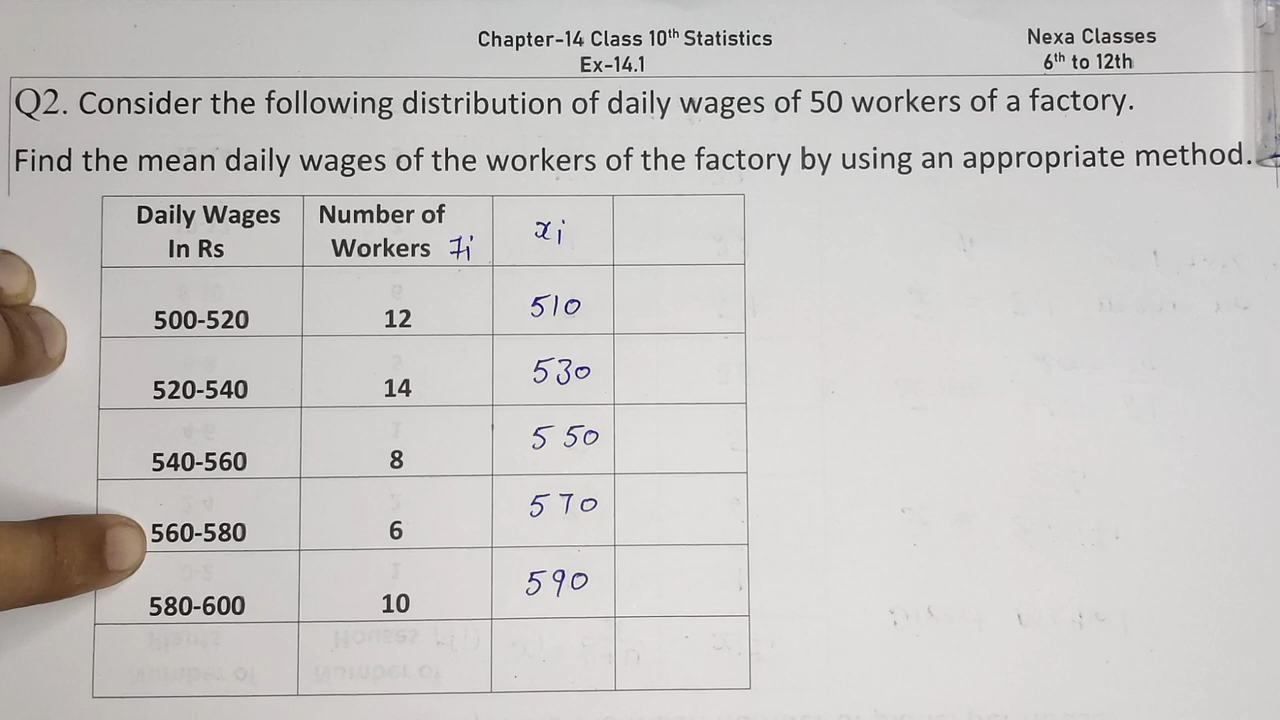 Chapter-14 Class 10th Statistics
Ex-14.1
Nexa Classes
6th to 12th
Q2. Consider the following distribution of daily wages of 50 workers of a factory.
Find the mean daily wages of the workers of the factory by using an appropriate method.
Daily Wages In Rs
Number of Workers fi
xi
500-520 12 510
520-540 14 530
540-560 8 550
560-580 6 570
580-600 10 590